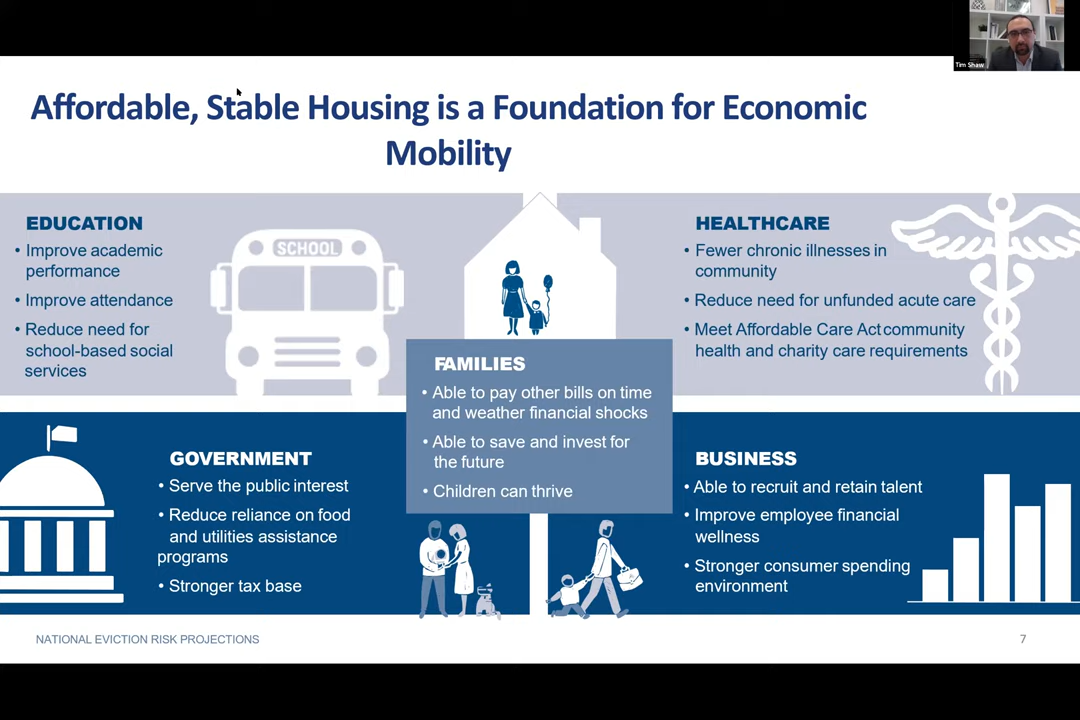 Tim Shaw
Affordable, Stable Housing is a Foundation for Economic
Mobility
EDUCATION
• Improve academic
performance
• Improve attendance
• Reduce need for
school-based social
services
SCHOOL
HEALTHCARE
• Fewer chronic illnesses in
community
• Reduce need for unfunded acute care
• Meet Affordable Care Act community
health and charity care requirements
FAMILIES
• Able to pay other bills on time
and weather financial shocks
• Able to save and invest for
the future
• Children can thrive
GOVERNMENT
• Serve the public interest
• Reduce reliance on food
and utilities assistance
programs
• Stronger tax base
BUSINESS
• Able to recruit and retain talent
• Improve employee financial
wellness
• Stronger consumer spending
environment
NATIONAL EVICTION RISK PROJECTIONS
7